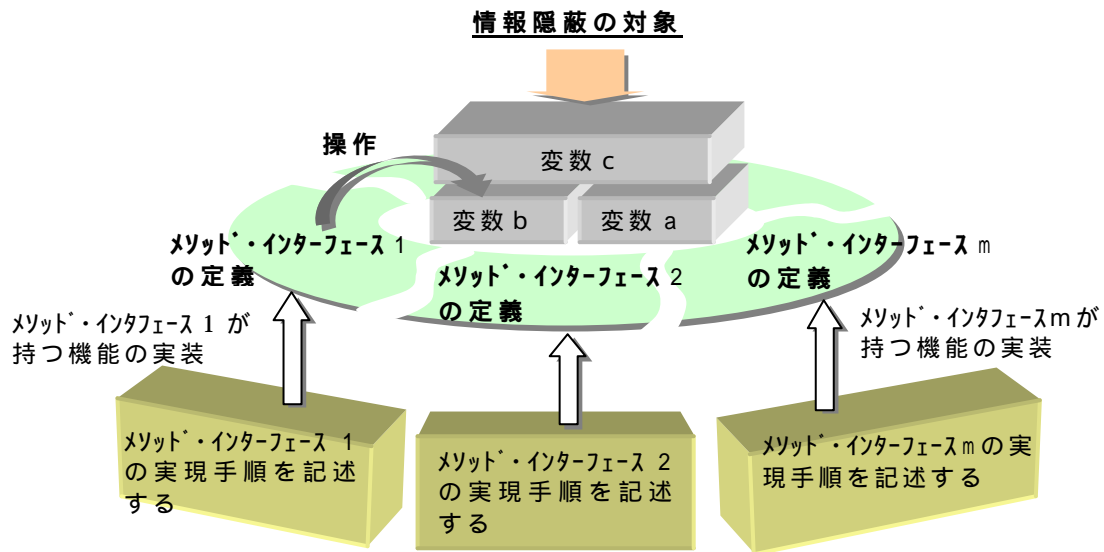 情報隠蔽の対象
操作
変数c
変数b
変数a
メソッド・インターフェース 1
の定義
メソッド・インターフェース 2
の定義
メソッド・インターフェース m
の定義
メソッド・インタフェース 1 が
持つ機能の実装
メソッド・インタフェースmが
持つ機能の実装
メソッド・インターフェース 1
の実現手順を記述
する
メソッド・インターフェース 2
の実現手順を記述
する
メソッド・インターフェースmの実
現手順を記述する